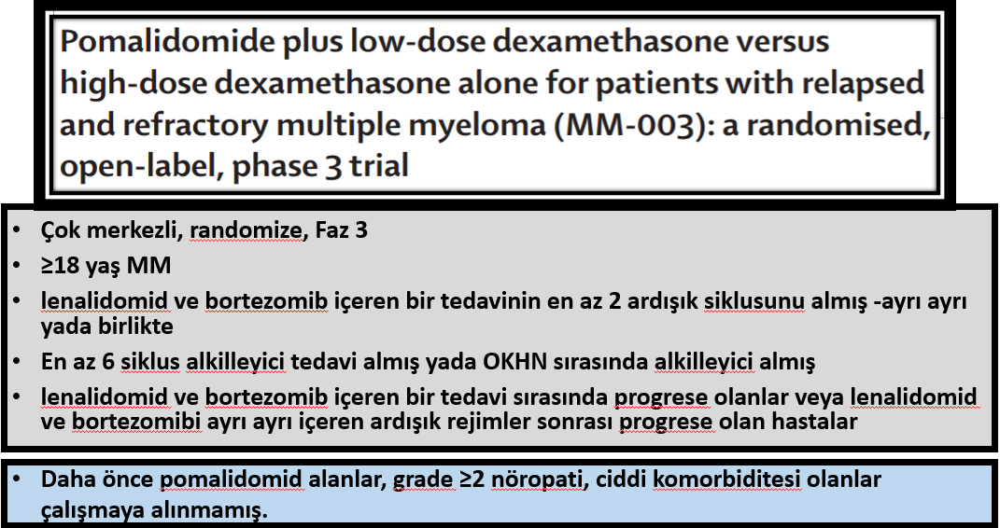 Pomalidomide plus low-dose dexamethasone versus
high-dose dexamethasone alone for patients with relapsed
and refractory multiple myeloma (MM-003): a randomised,
open-label, phase 3 trial
• Çok merkezli, randomize, Faz 3
• ≥18 yaş MM
• lenalidomid ve bortezomib içeren bir tedavinin en az 2 ardışık siklusunu almış -ayrı ayrı
yada birlikte
• En az 6 siklus alkilleyici tedavi almış yada OKHN sırasında alkilleyici almış
• lenalidomid ve bortezomib içeren bir tedavi sırasında progrese olanlar veya lenalidomid
ve bortezomibi ayrı ayrı içeren ardışık rejimler sonrası progrese olan hastalar
• Daha önce pomalidomid alanlar, grade ≥2 nöropati, ciddi komorbiditesi olanlar
çalışmaya alınmamış.